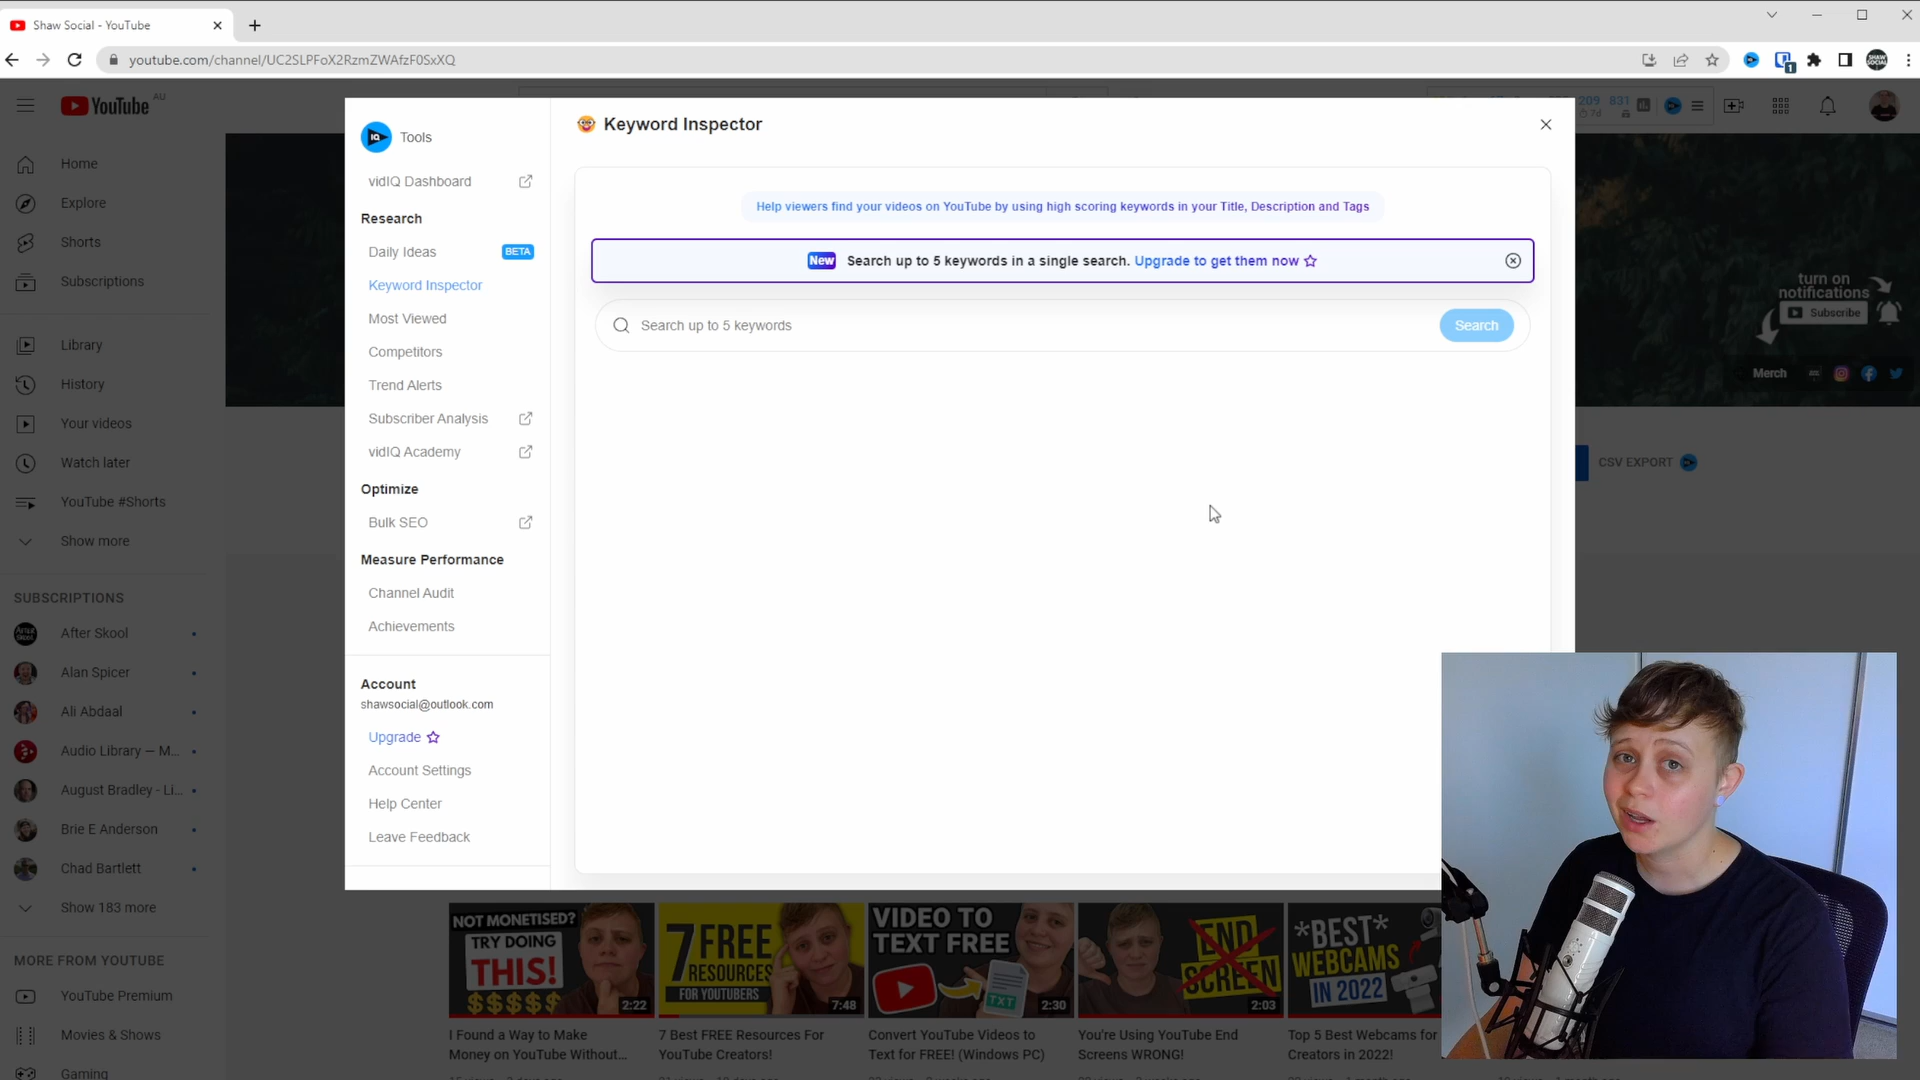 Shaw Social - YouTube
youtube.com/channel/UC2SLPFoX2RzmZWAfzF0SxXQ
1
YouTube AU
209
831
7d
Home
Explore
Shorts
Subscriptions
Library
History
Your videos
Watch later
YouTube #Shorts
Show more
SUBSCRIPTIONS
After Skool
Alan Spicer
Ali Abdaal
Audio Library — M...
August Bradley - Li...
Brie E Anderson
Chad Bartlett
Show 183 more
MORE FROM YOUTUBE
YouTube Premium
Movies & Shows
Gaming
IQ Tools
vidIQ Dashboard
Research
Daily Ideas BETA
Keyword Inspector
Most Viewed
Competitors
Trend Alerts
Subscriber Analysis
vidIQ Academy
Optimize
Bulk SEO
Measure Performance
Channel Audit
Achievements
Account
shawsocial@outlook.com
Upgrade
Account Settings
Help Center
Leave Feedback
Keyword Inspector
Help viewers find your videos on YouTube by using high scoring keywords in your Title, Description and Tags
New Search up to 5 keywords in a single search. Upgrade to get them now
Search up to 5 keywords
Search
turn on
notifications
Subscribe
Merch
CSV EXPORT
NOT MONETISED?
TRY DOING
THIS!
$$$$$
2:22
I Found a Way to Make
Money on YouTube Without...
7 FREE
RESOURCES
FOR YOUTUBERS
7:48
7 Best FREE Resources For
YouTube Creators!
VIDEO TO
TEXT FREE
TXT
2:30
Convert YouTube Videos to
Text for FREE! (Windows PC)
END
SCREEN
2:03
You're Using YouTube End
Screens WRONG!
*BEST*
WEBCAMS
IN 2022
Top 5 Best Webcams for
Creators in 2022!